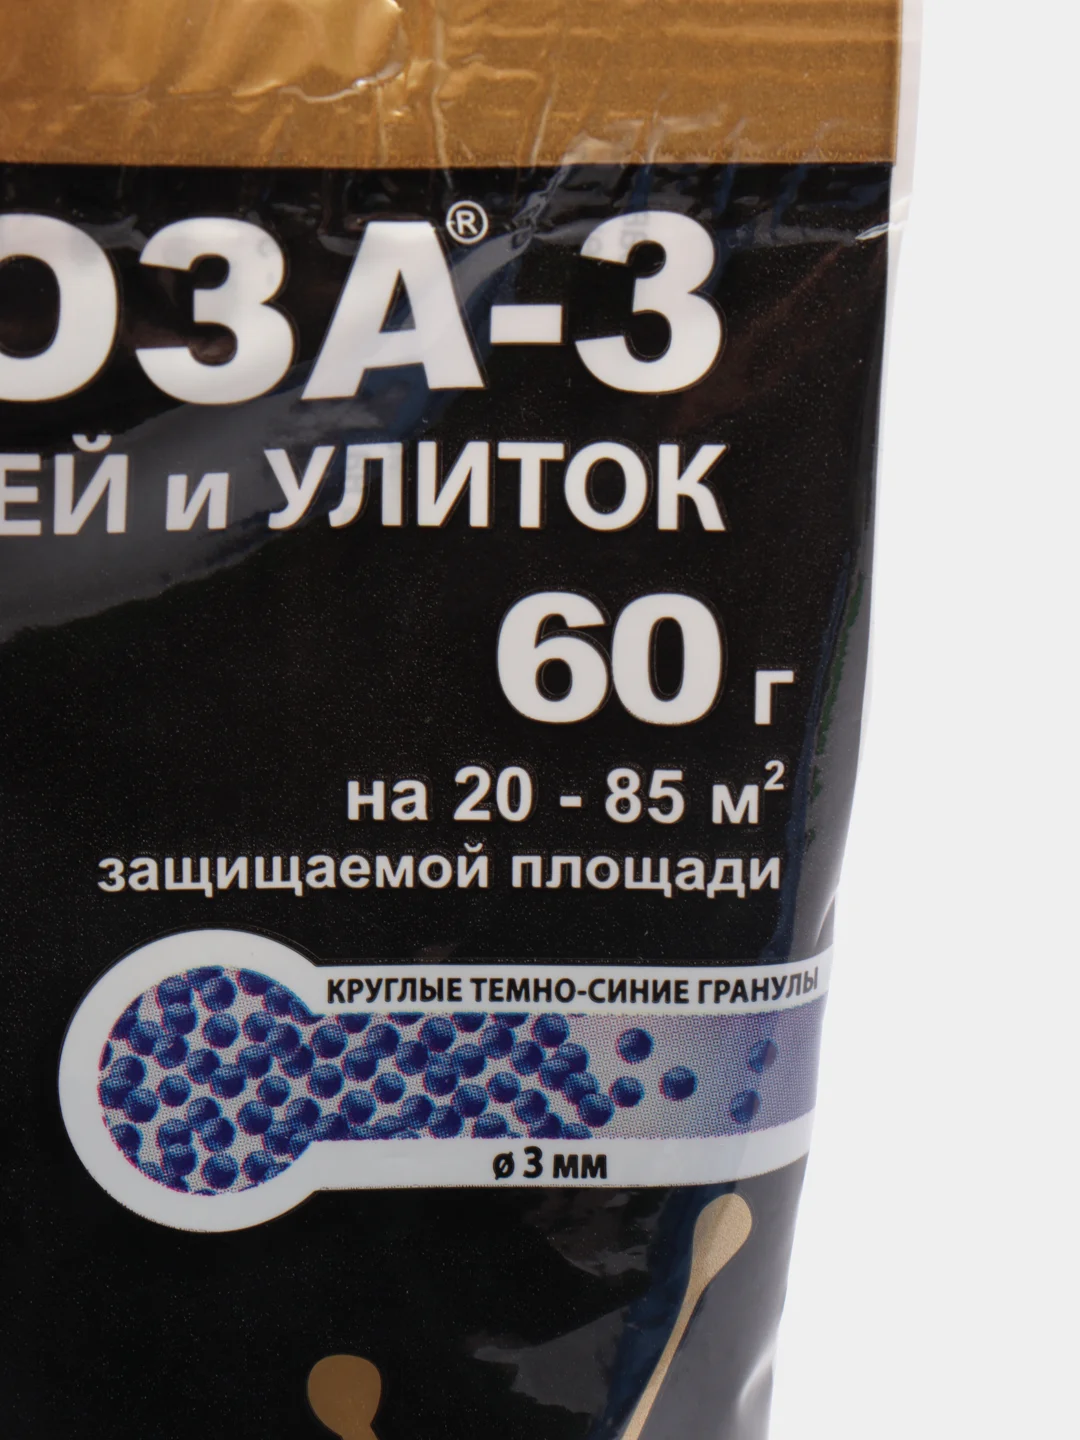 ОЗА®-3
ЕЙ и УЛИТОК
60 г
на 20 - 85 м²
защищаемой площади
КРУГЛЫЕ ТЕМНО-СИНИЕ ГРАНУЛЫ
ø 3 мм